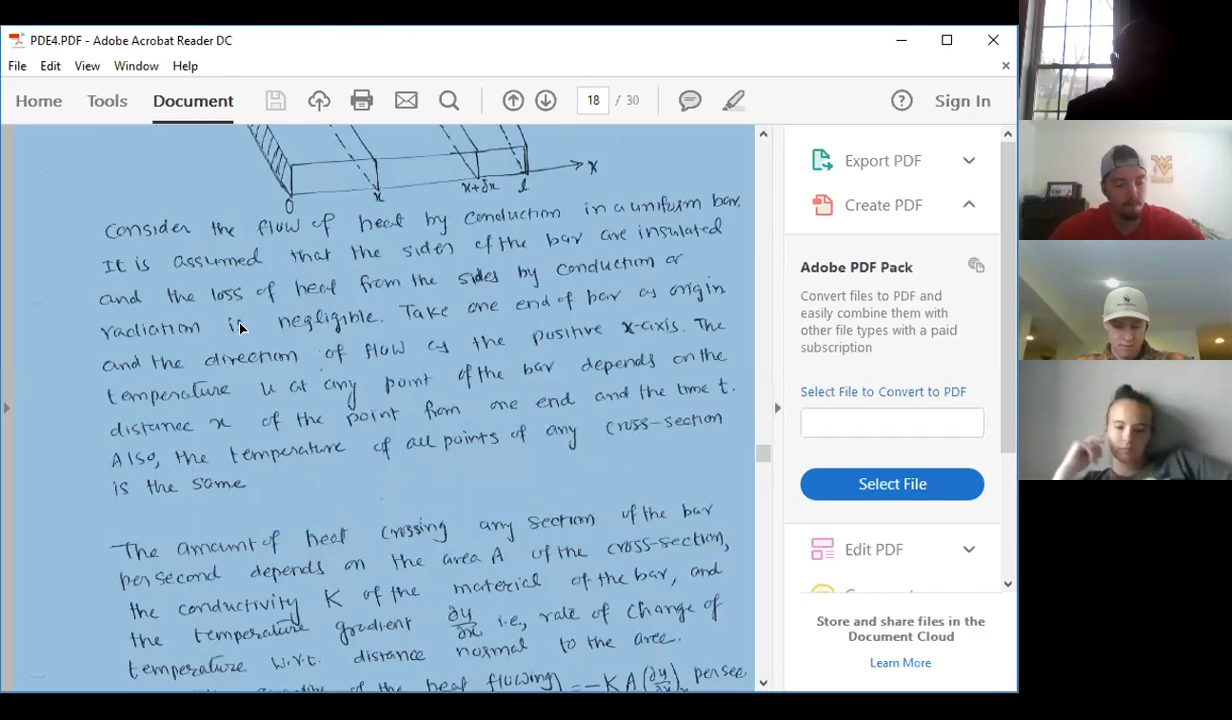 PDE4.PDF - Adobe Acrobat Reader DC
File Edit View Window Help
Home Tools Document 18 / 30 Sign In
x
x+δx l
x
0
Consider the flow of heat by conduction in a uniform bar.
It is assumed that the sides of the bar are insulated
and the loss of heat from the sides by conduction or
radiation is negligible. Take one end of bar as origin
and the direction of flow as the positive x-axis. The
temperature u at any point of the bar depends on the
distance x of the point from one end and the time t.
Also, the temperature of all points of any cross-section
is the same
The amount of heat crossing any section of the bar
per second depends on the area A of the cross-section,
the conductivity K of the material of the bar, and
the temperature gradient ∂u/∂x i.e, rate of change of
temperature w.r.t. distance normal to the area.
of the heat flowing) = -KA(∂u/∂x)x per sec
Export PDF
Create PDF
Adobe PDF Pack
Convert files to PDF and
easily combine them with
other file types with a paid
subscription
Select File to Convert to PDF
Select File
Edit PDF
Store and share files in the
Document Cloud
Learn More